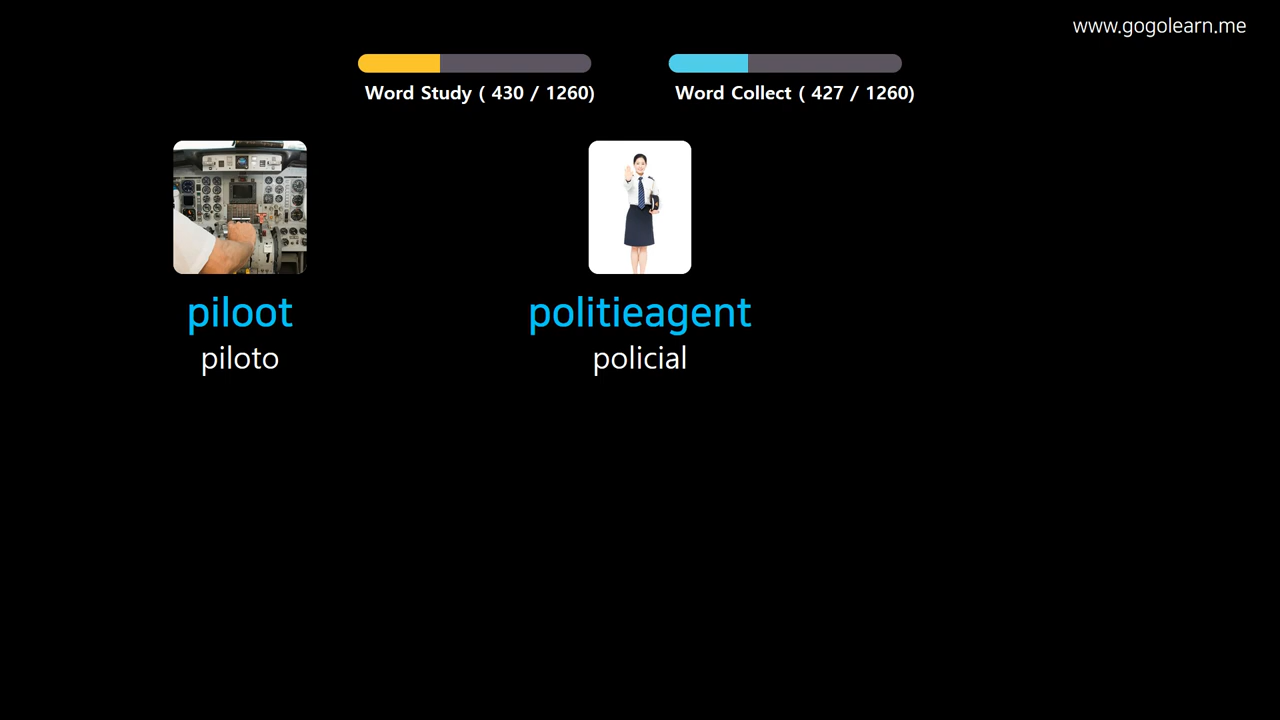 www.gogolearn.me
Word Study ( 430 / 1260)
Word Collect ( 427 / 1260)
piloot
politieagent
piloto
policial